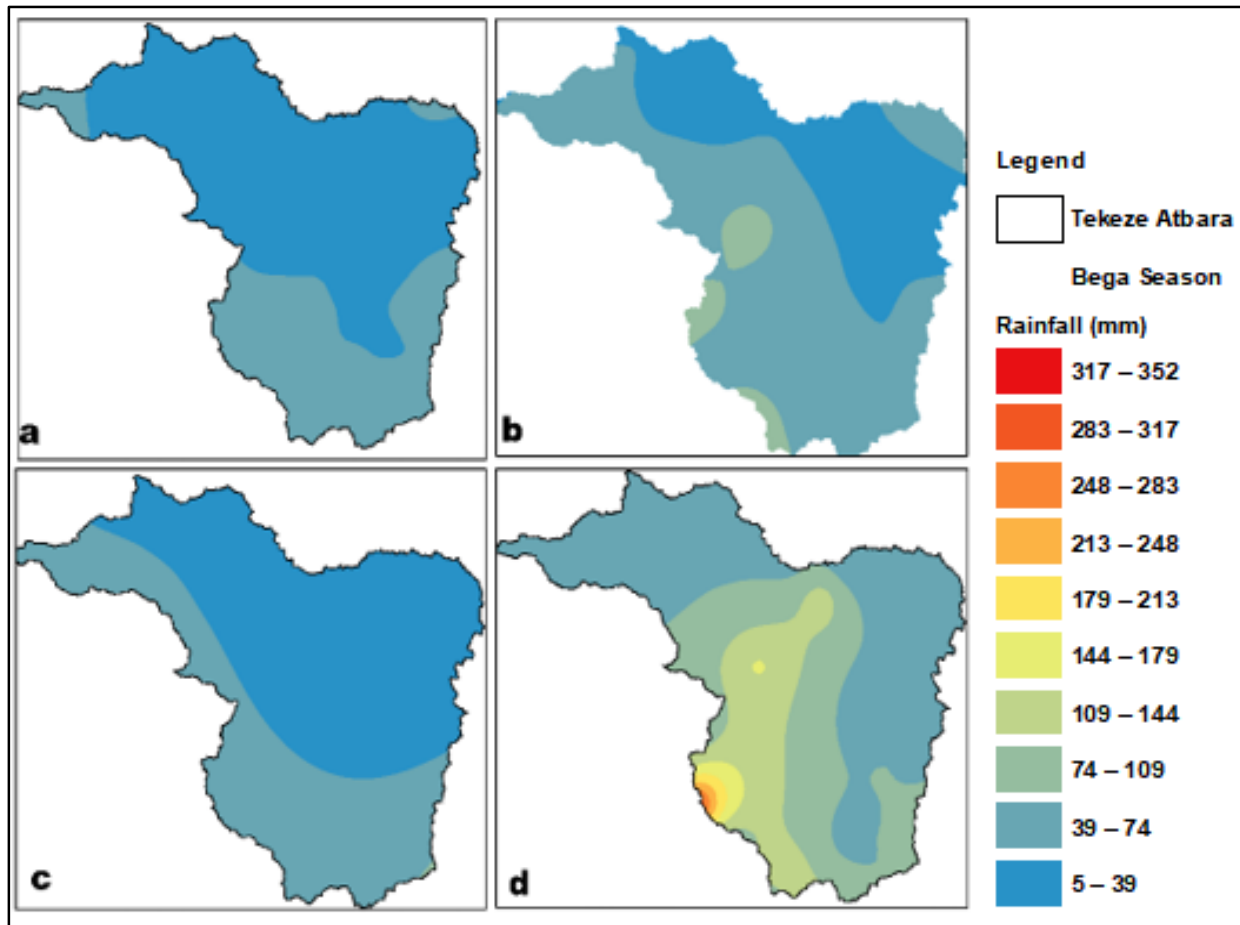 a
b
c
d
Legend
Tekeze Atbara
Bega Season
Rainfall (mm)
317 – 352
283 – 317
248 – 283
213 – 248
179 – 213
144 – 179
109 – 144
74 – 109
39 – 74
5 – 39